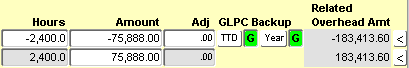 Related
Hours Amount Adj GLPC Backup Overhead Amt
-2,400.0 -75,888.00 .00 TTD G Year G -183,413.60 <
2,400.0 75,888.00 .00 183,413.60 <